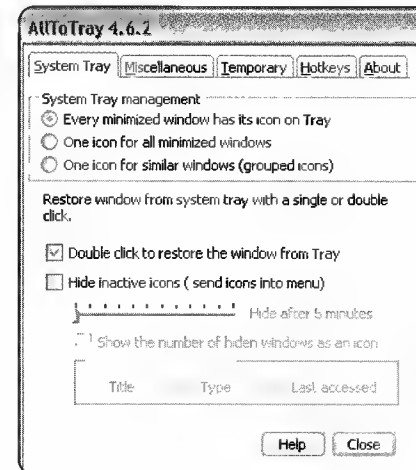 AllToTray 4.6.2
System Tray Miscellaneous Temporary Hotkeys About
System Tray management
Every minimized window has its icon on Tray
One icon for all minimized windows
One icon for similar windows (grouped icons)
Restore window from system tray with a single or double
click.
Double click to restore the window from Tray
Hide inactive icons ( send icons into menu)
Hide after 5 minutes
Show the number of hiden windows as an icon
Title Type Last accessed
Help Close